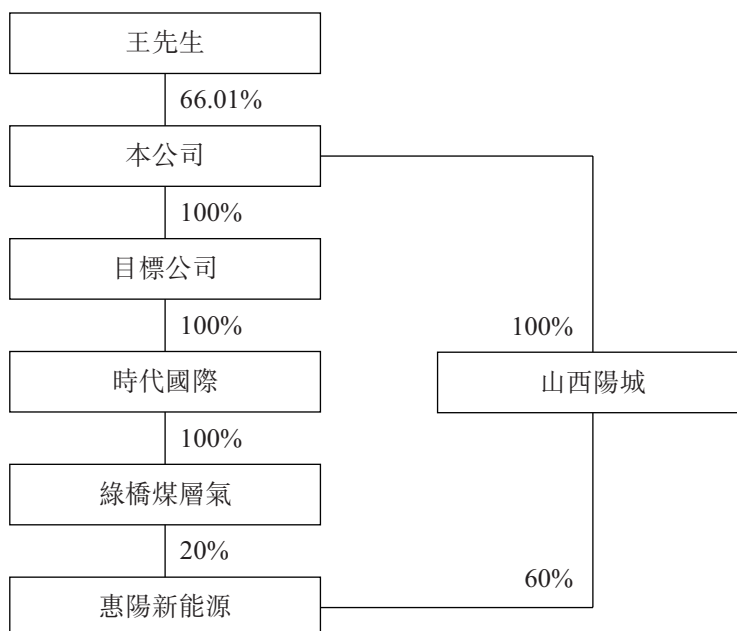 王先生
66.01%
本公司
100%
目標公司
100%
100%
時代國際
山西陽城
100%
綠橋煤層氣
20%
60%
惠陽新能源